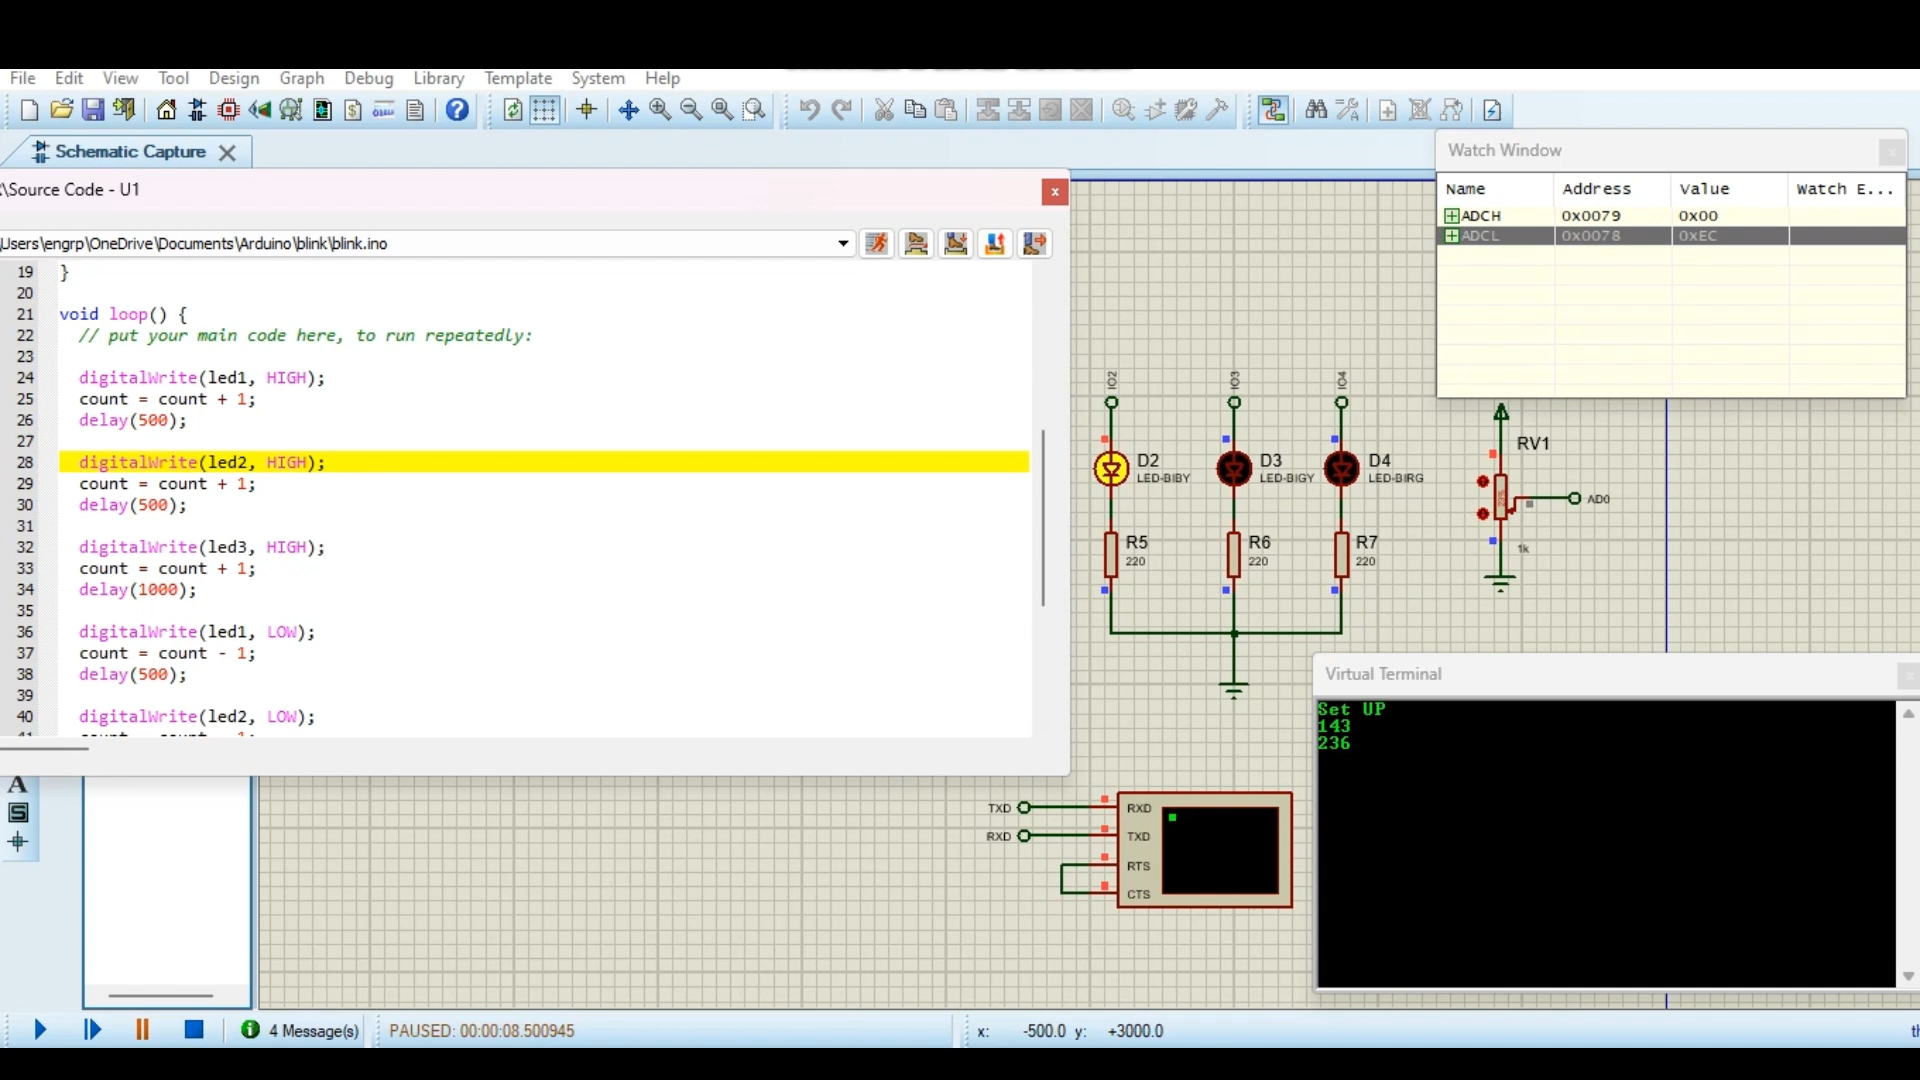 File Edit View Tool Design Graph Debug Library Template System Help
Schematic Capture
\Source Code - U1
Users\engrp\OneDrive\Documents\Arduino\blink\blink.ino
19 }
20
21 void loop() {
22 // put your main code here, to run repeatedly:
23
24 digitalWrite(led1, HIGH);
25 count = count + 1;
26 delay(500);
27
28 digitalWrite(led2, HIGH);
29 count = count + 1;
30 delay(500);
31
32 digitalWrite(led3, HIGH);
33 count = count + 1;
34 delay(1000);
35
36 digitalWrite(led1, LOW);
37 count = count - 1;
38 delay(500);
39
40 digitalWrite(led2, LOW);
Watch Window
Name Address Value Watch E...
ADCH 0x0079 0x00
ADCL 0x0078 0xEC
IO2 IO3 IO4
D2 D3 D4
LED-BIBY LED-BIGY LED-BIRG
R5 R6 R7
220 220 220
RV1
AD0
1k
Virtual Terminal
Set UP
143
236
TXD RXD
RXD TXD
RTS
CTS
4 Message(s) PAUSED: 00:00:08.500945 x: -500.0 y: +3000.0 th